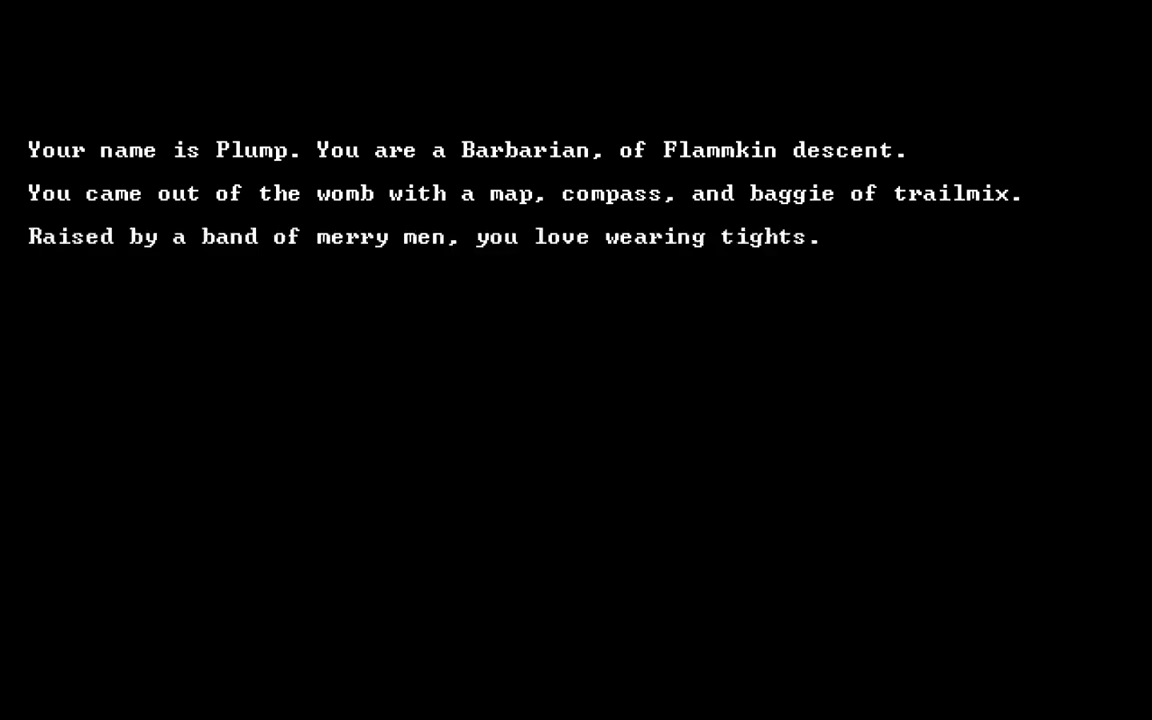 Your name is Plump. You are a Barbarian, of Flammkin descent.
You came out of the womb with a map, compass, and baggie of trailmix.
Raised by a band of merry men, you love wearing tights.